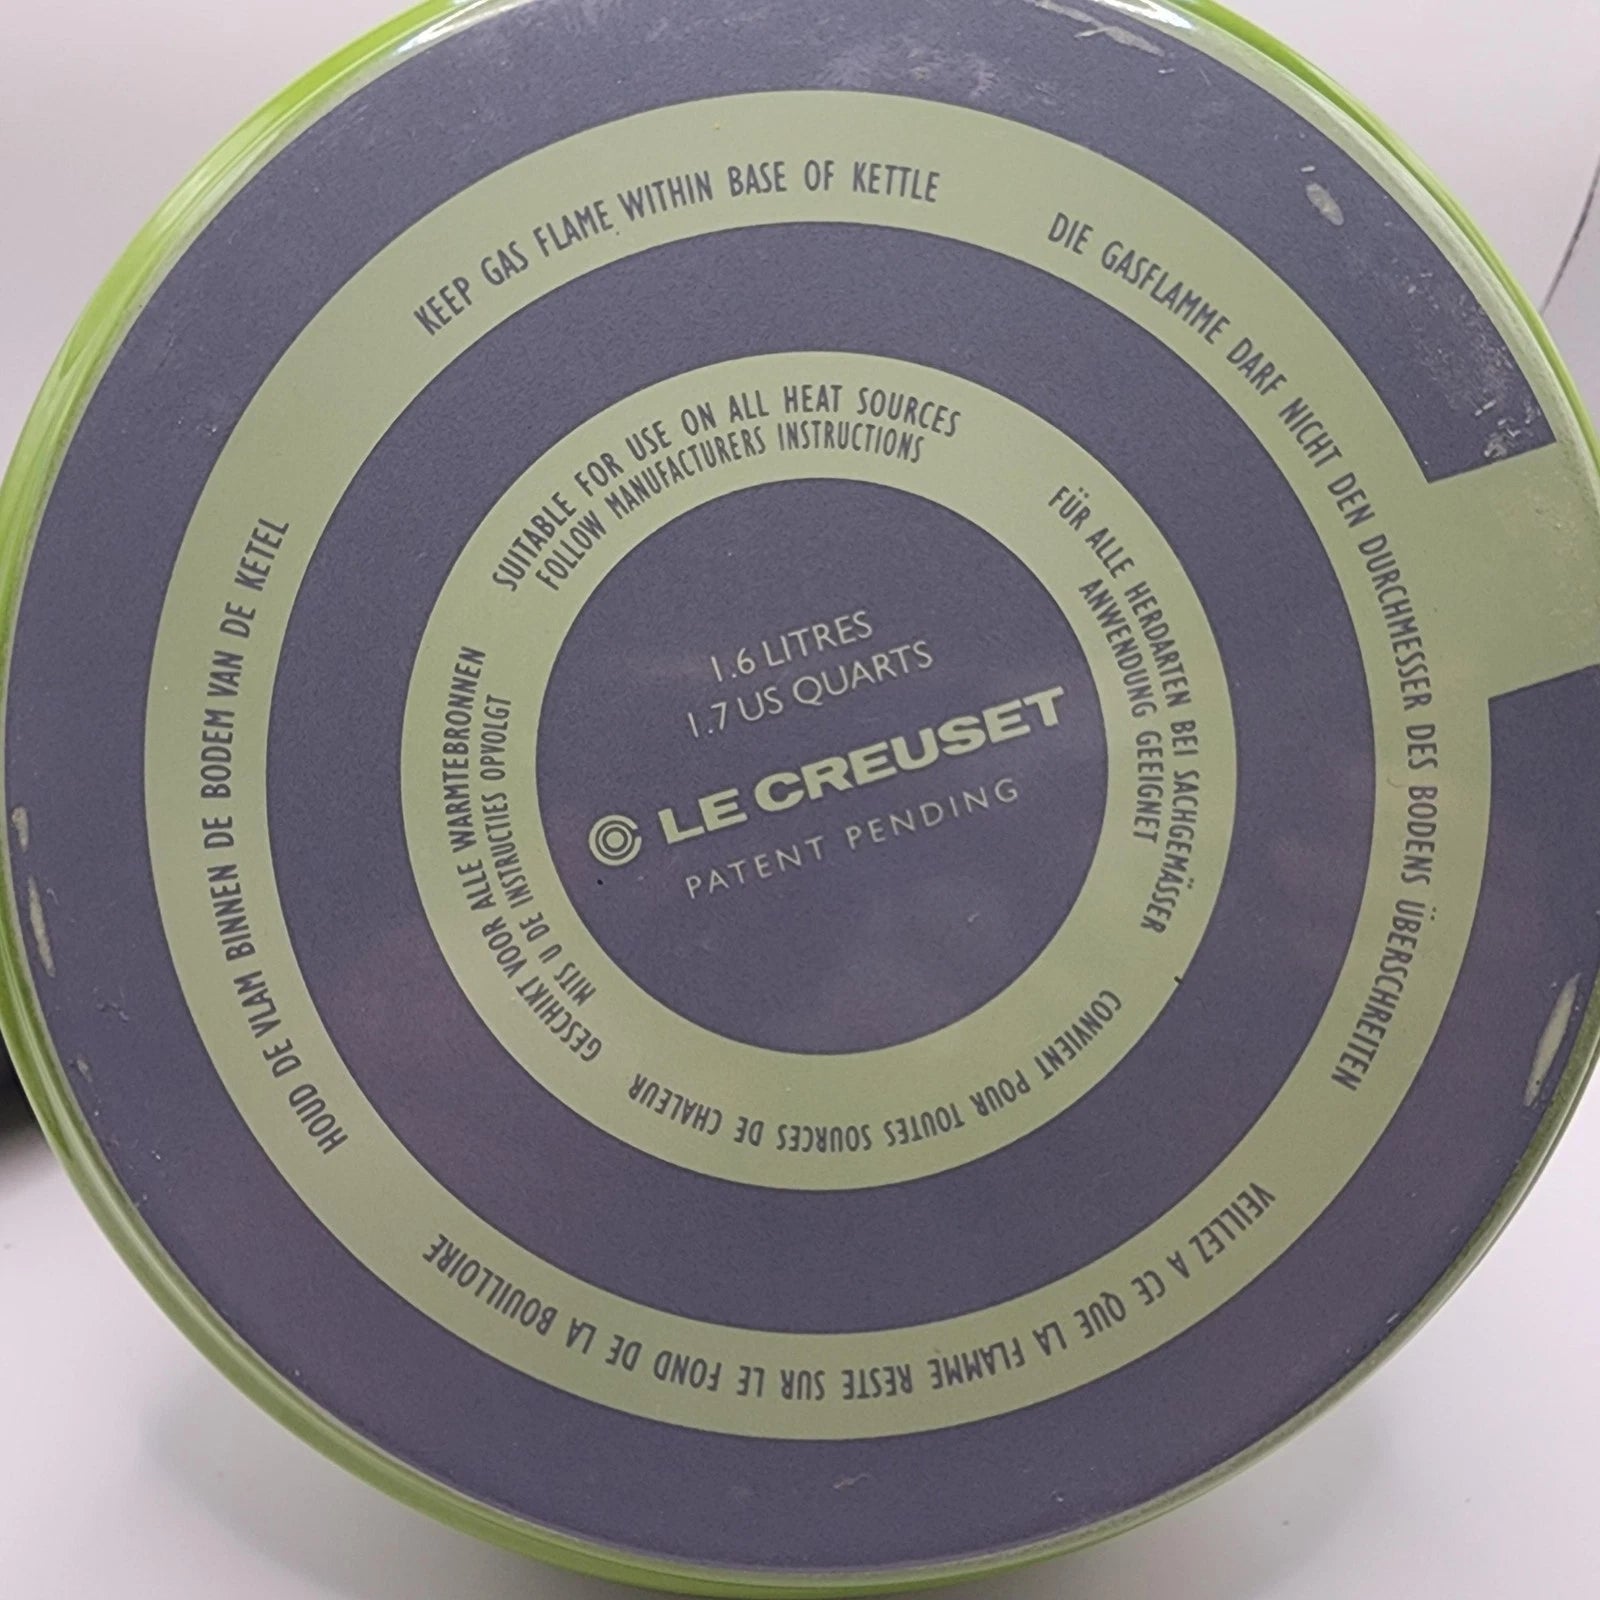 KEEP GAS FLAME WITHIN BASE OF KETTLE
DIE GASFLAMME DARF NICHT DEN DURCHMESSER DES BODENS ÜBERSCHREITEN
VEILLEZ A CE QUE LA FLAMME RESTE SUR LE FOND DE LA BOUILLOIRE
HOUD DE VLAM BINNEN DE BODEM VAN DE KETEL
SUITABLE FOR USE ON ALL HEAT SOURCES
FOLLOW MANUFACTURERS INSTRUCTIONS
FÜR ALLE HERDARTEN BEI SACHGEMÄSSER
ANWENDUNG GEEIGNET
CONVIENT POUR TOUTES SOURCES DE CHALEUR
GESCHIKT VOOR ALLE WARMTEBRONNEN
MITS U DE INSTRUCTIES OPVOLGT
1.6 LITRES
1.7 US QUARTS
LE CREUSET
PATENT PENDING